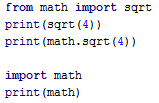 from math import sqrt
print(sqrt(4))
print(math.sqrt(4))
import math
print(math)